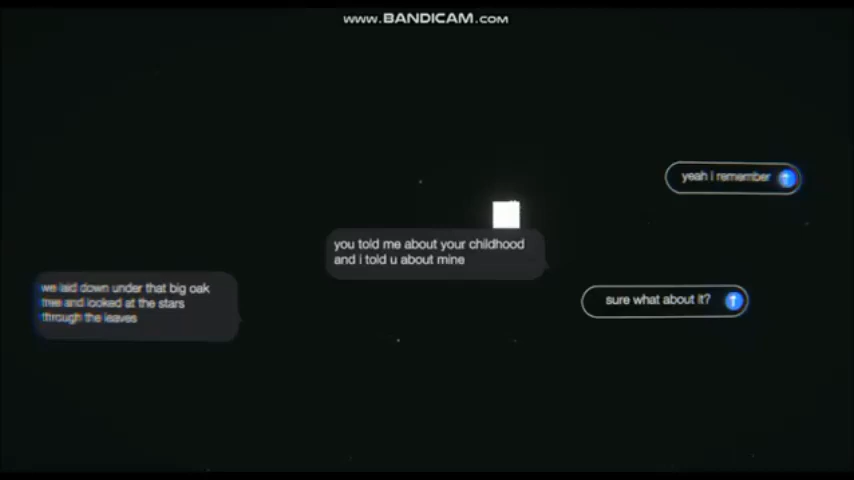 www.BANDICAM.com
yeah i remember
you told me about your childhood
and i told u about mine
we laid down under that big oak
tree and looked at the stars
through the leaves
sure what about it?